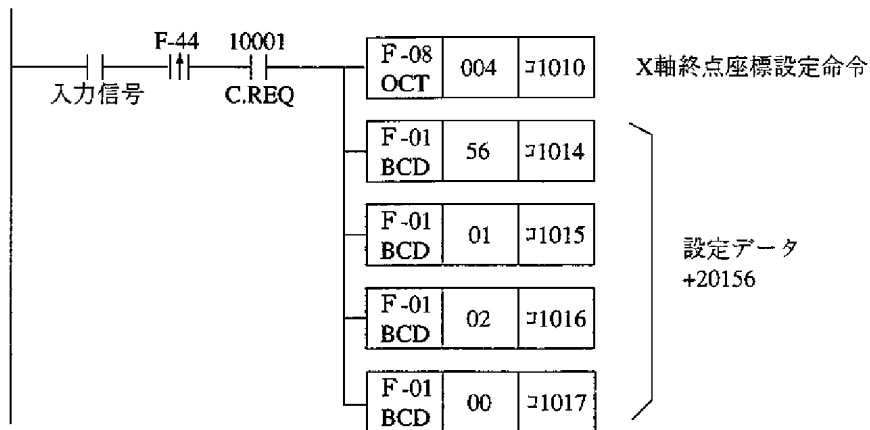 F-44 10001
入力信号 C.REQ
F-08 OCT 004 コ1010 X軸終点座標設定命令
F-01 BCD 56 コ1014
F-01 BCD 01 コ1015
F-01 BCD 02 コ1016
F-01 BCD 00 コ1017
設定データ
+20156